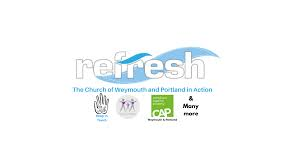 refresh
The Church of Weymouth and Portland in Action
CAP
Weymouth & Portland
&
Many
more